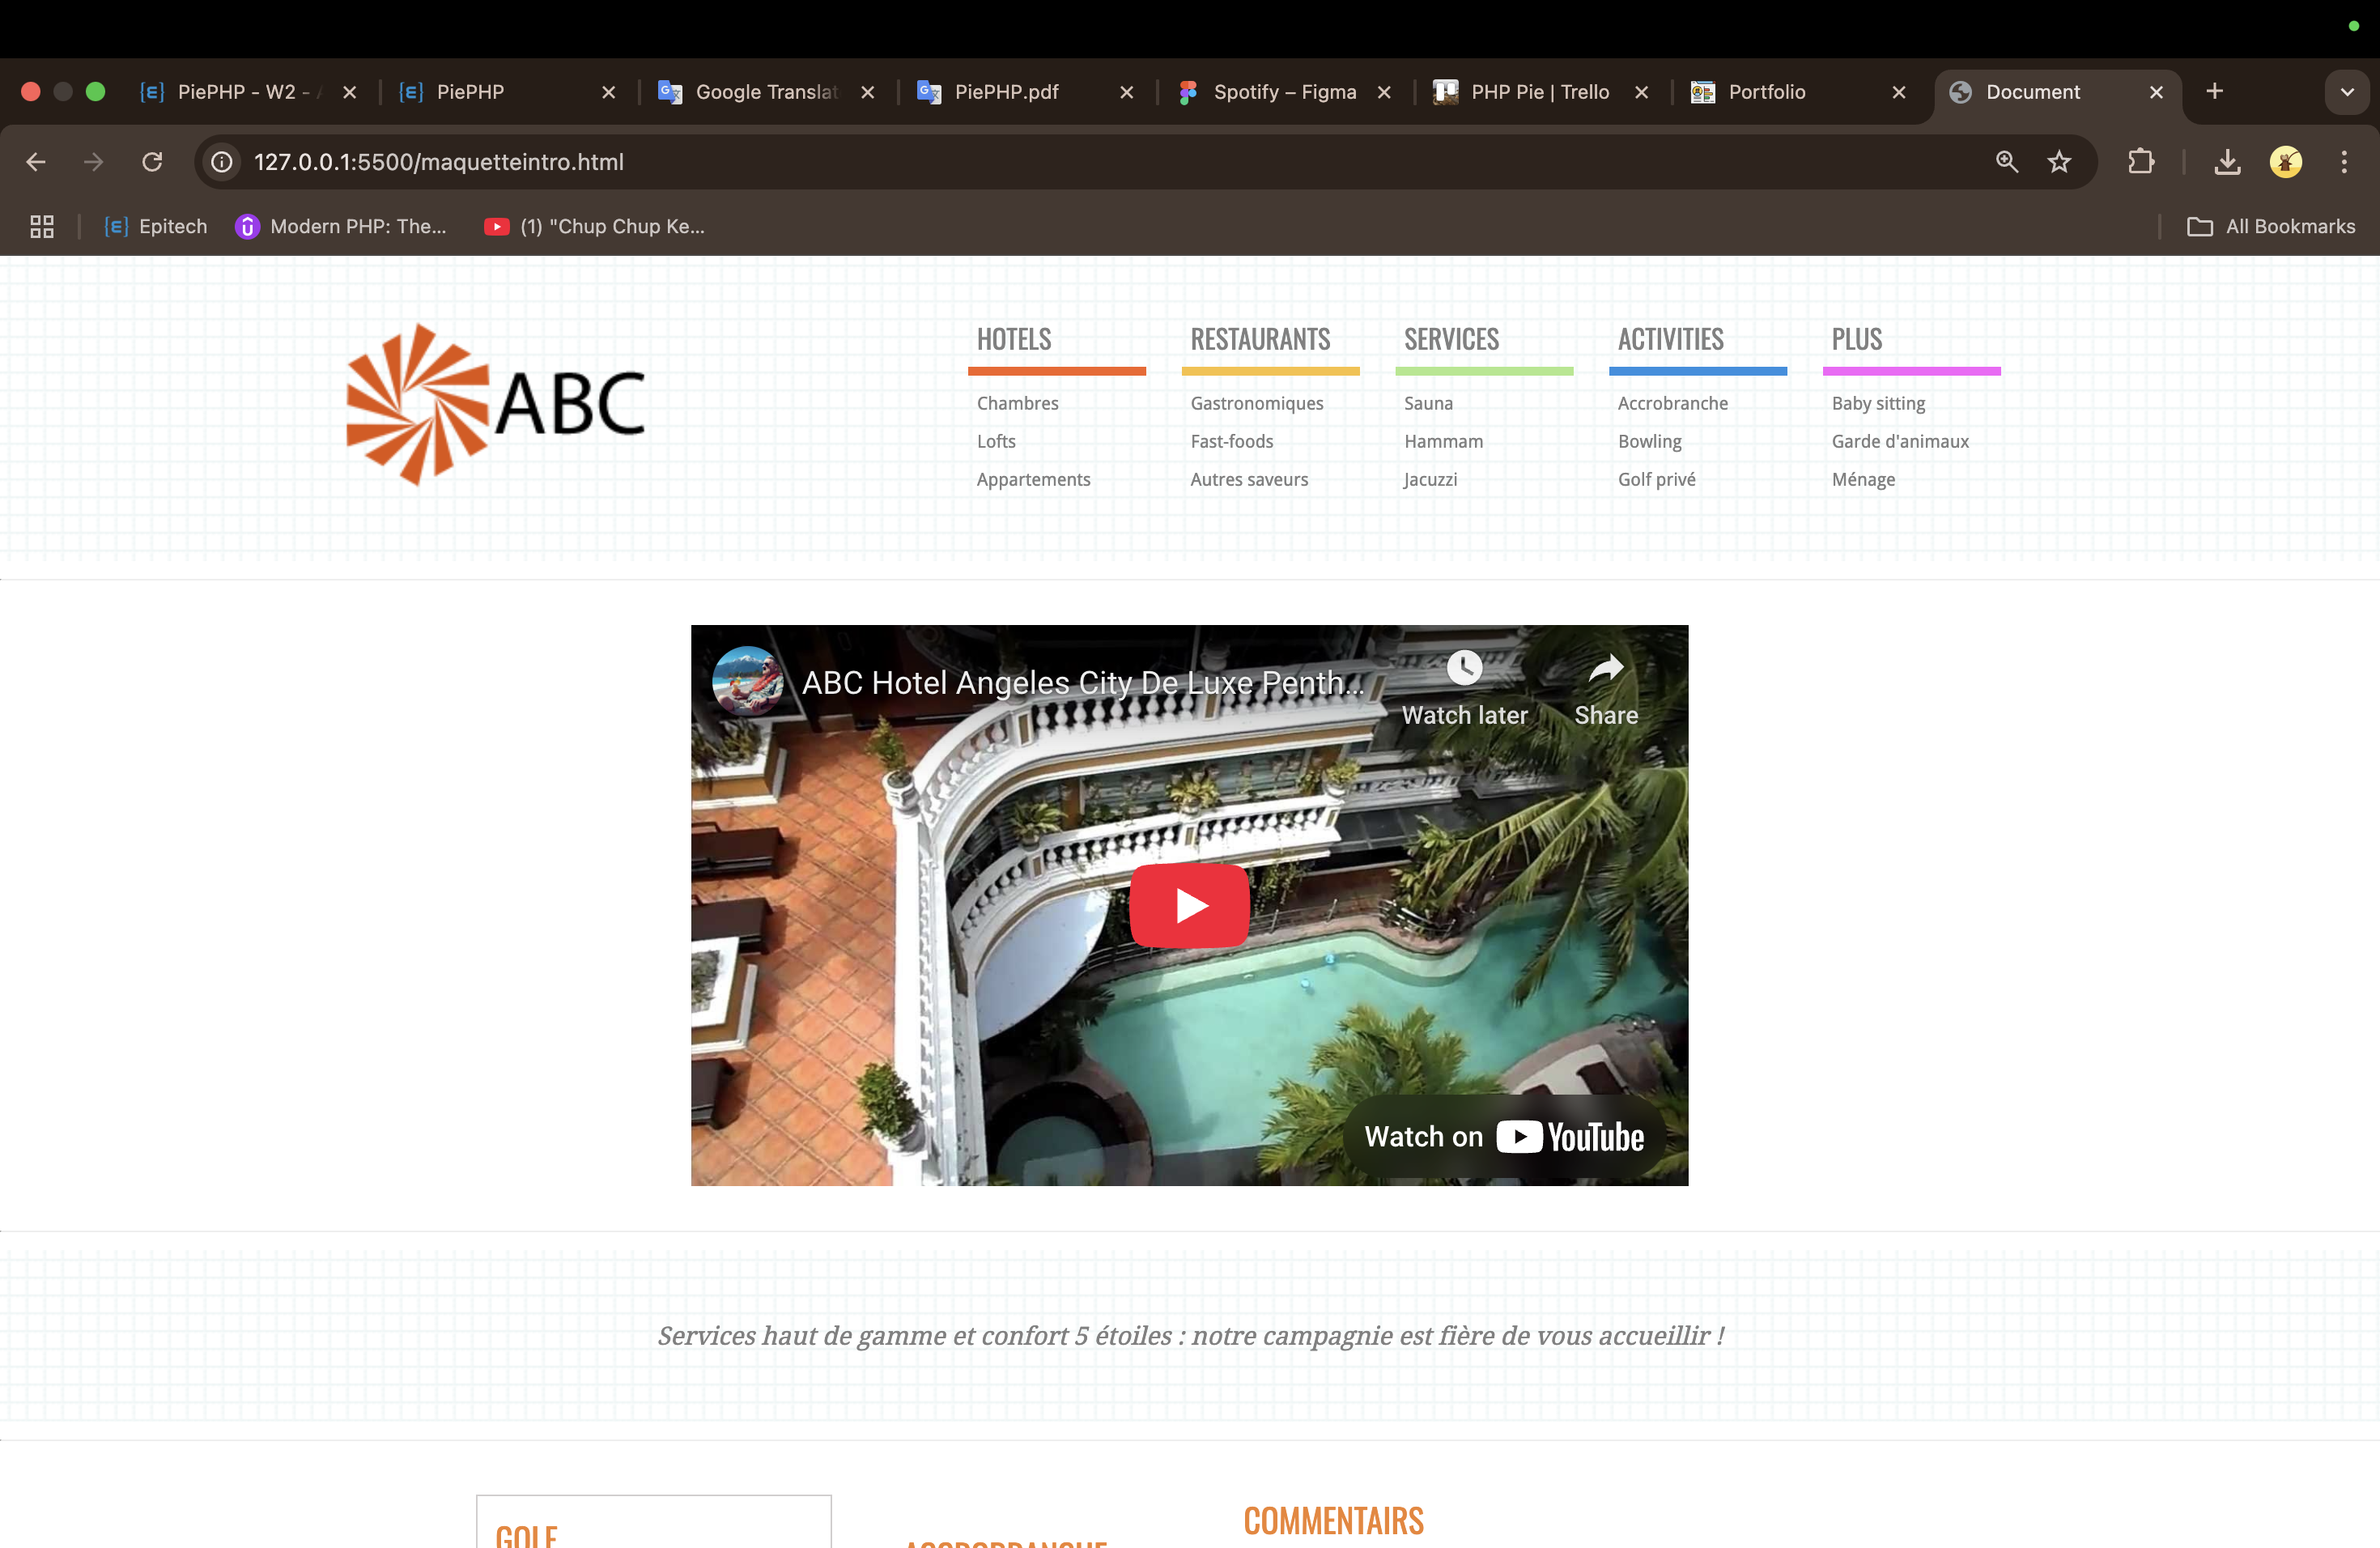 PiePHP - W2 -
PiePHP
Google Translat
PiePHP.pdf
Spotify – Figma
PHP Pie | Trello
Portfolio
Document
127.0.0.1:5500/maquetteintro.html
Epitech
Modern PHP: The...
(1) "Chup Chup Ke...
All Bookmarks
ABC
HOTELS
Chambres
Lofts
Appartements
RESTAURANTS
Gastronomiques
Fast-foods
Autres saveurs
SERVICES
Sauna
Hammam
Jacuzzi
ACTIVITIES
Accrobranche
Bowling
Golf privé
PLUS
Baby sitting
Garde d'animaux
Ménage
ABC Hotel Angeles City De Luxe Penth...
Watch later
Share
Watch on YouTube
Services haut de gamme et confort 5 étoiles : notre campagnie est fière de vous accueillir !
GOLF
ACCROBRANCHE
COMMENTAIRS